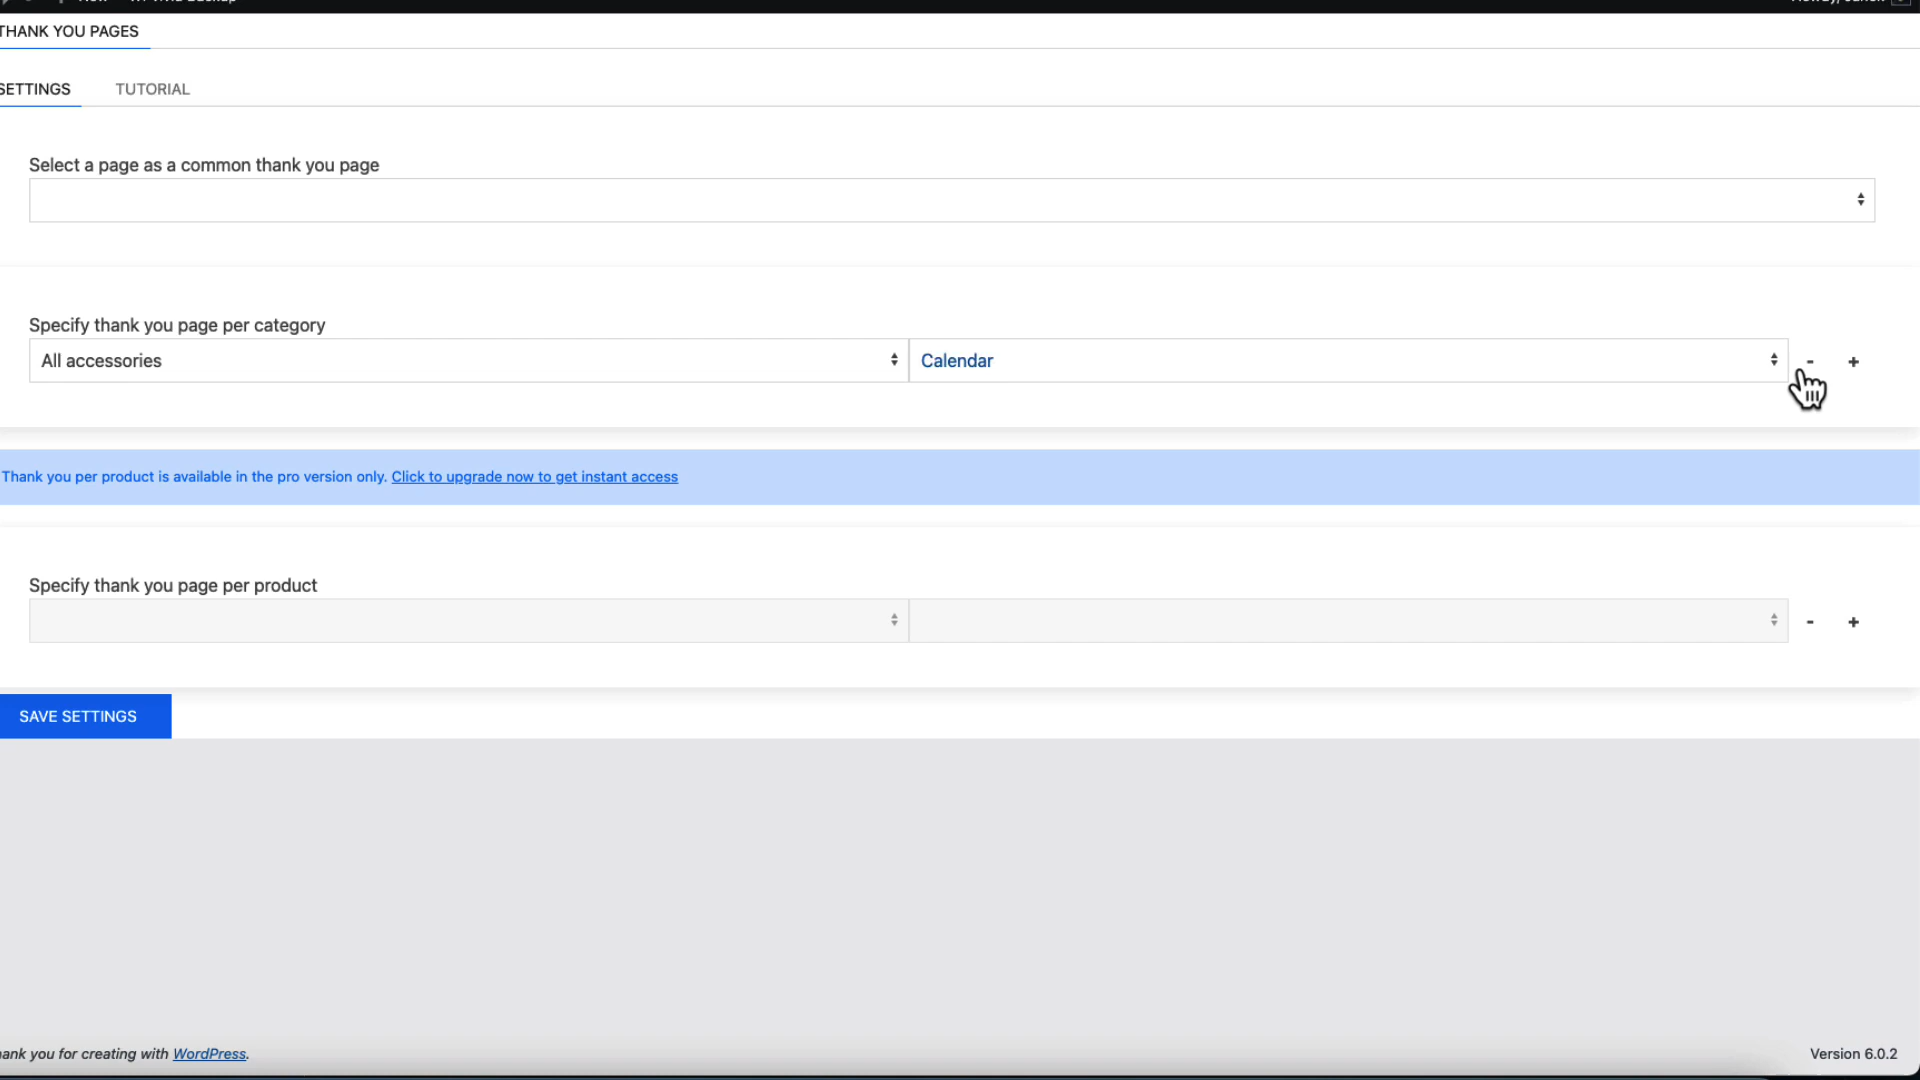 THANK YOU PAGES
SETTINGS TUTORIAL
Select a page as a common thank you page
Specify thank you page per category
All accessories Calendar - +
Thank you per product is available in the pro version only. Click to upgrade now to get instant access
Specify thank you page per product
- +
SAVE SETTINGS
ank you for creating with WordPress.
Version 6.0.2